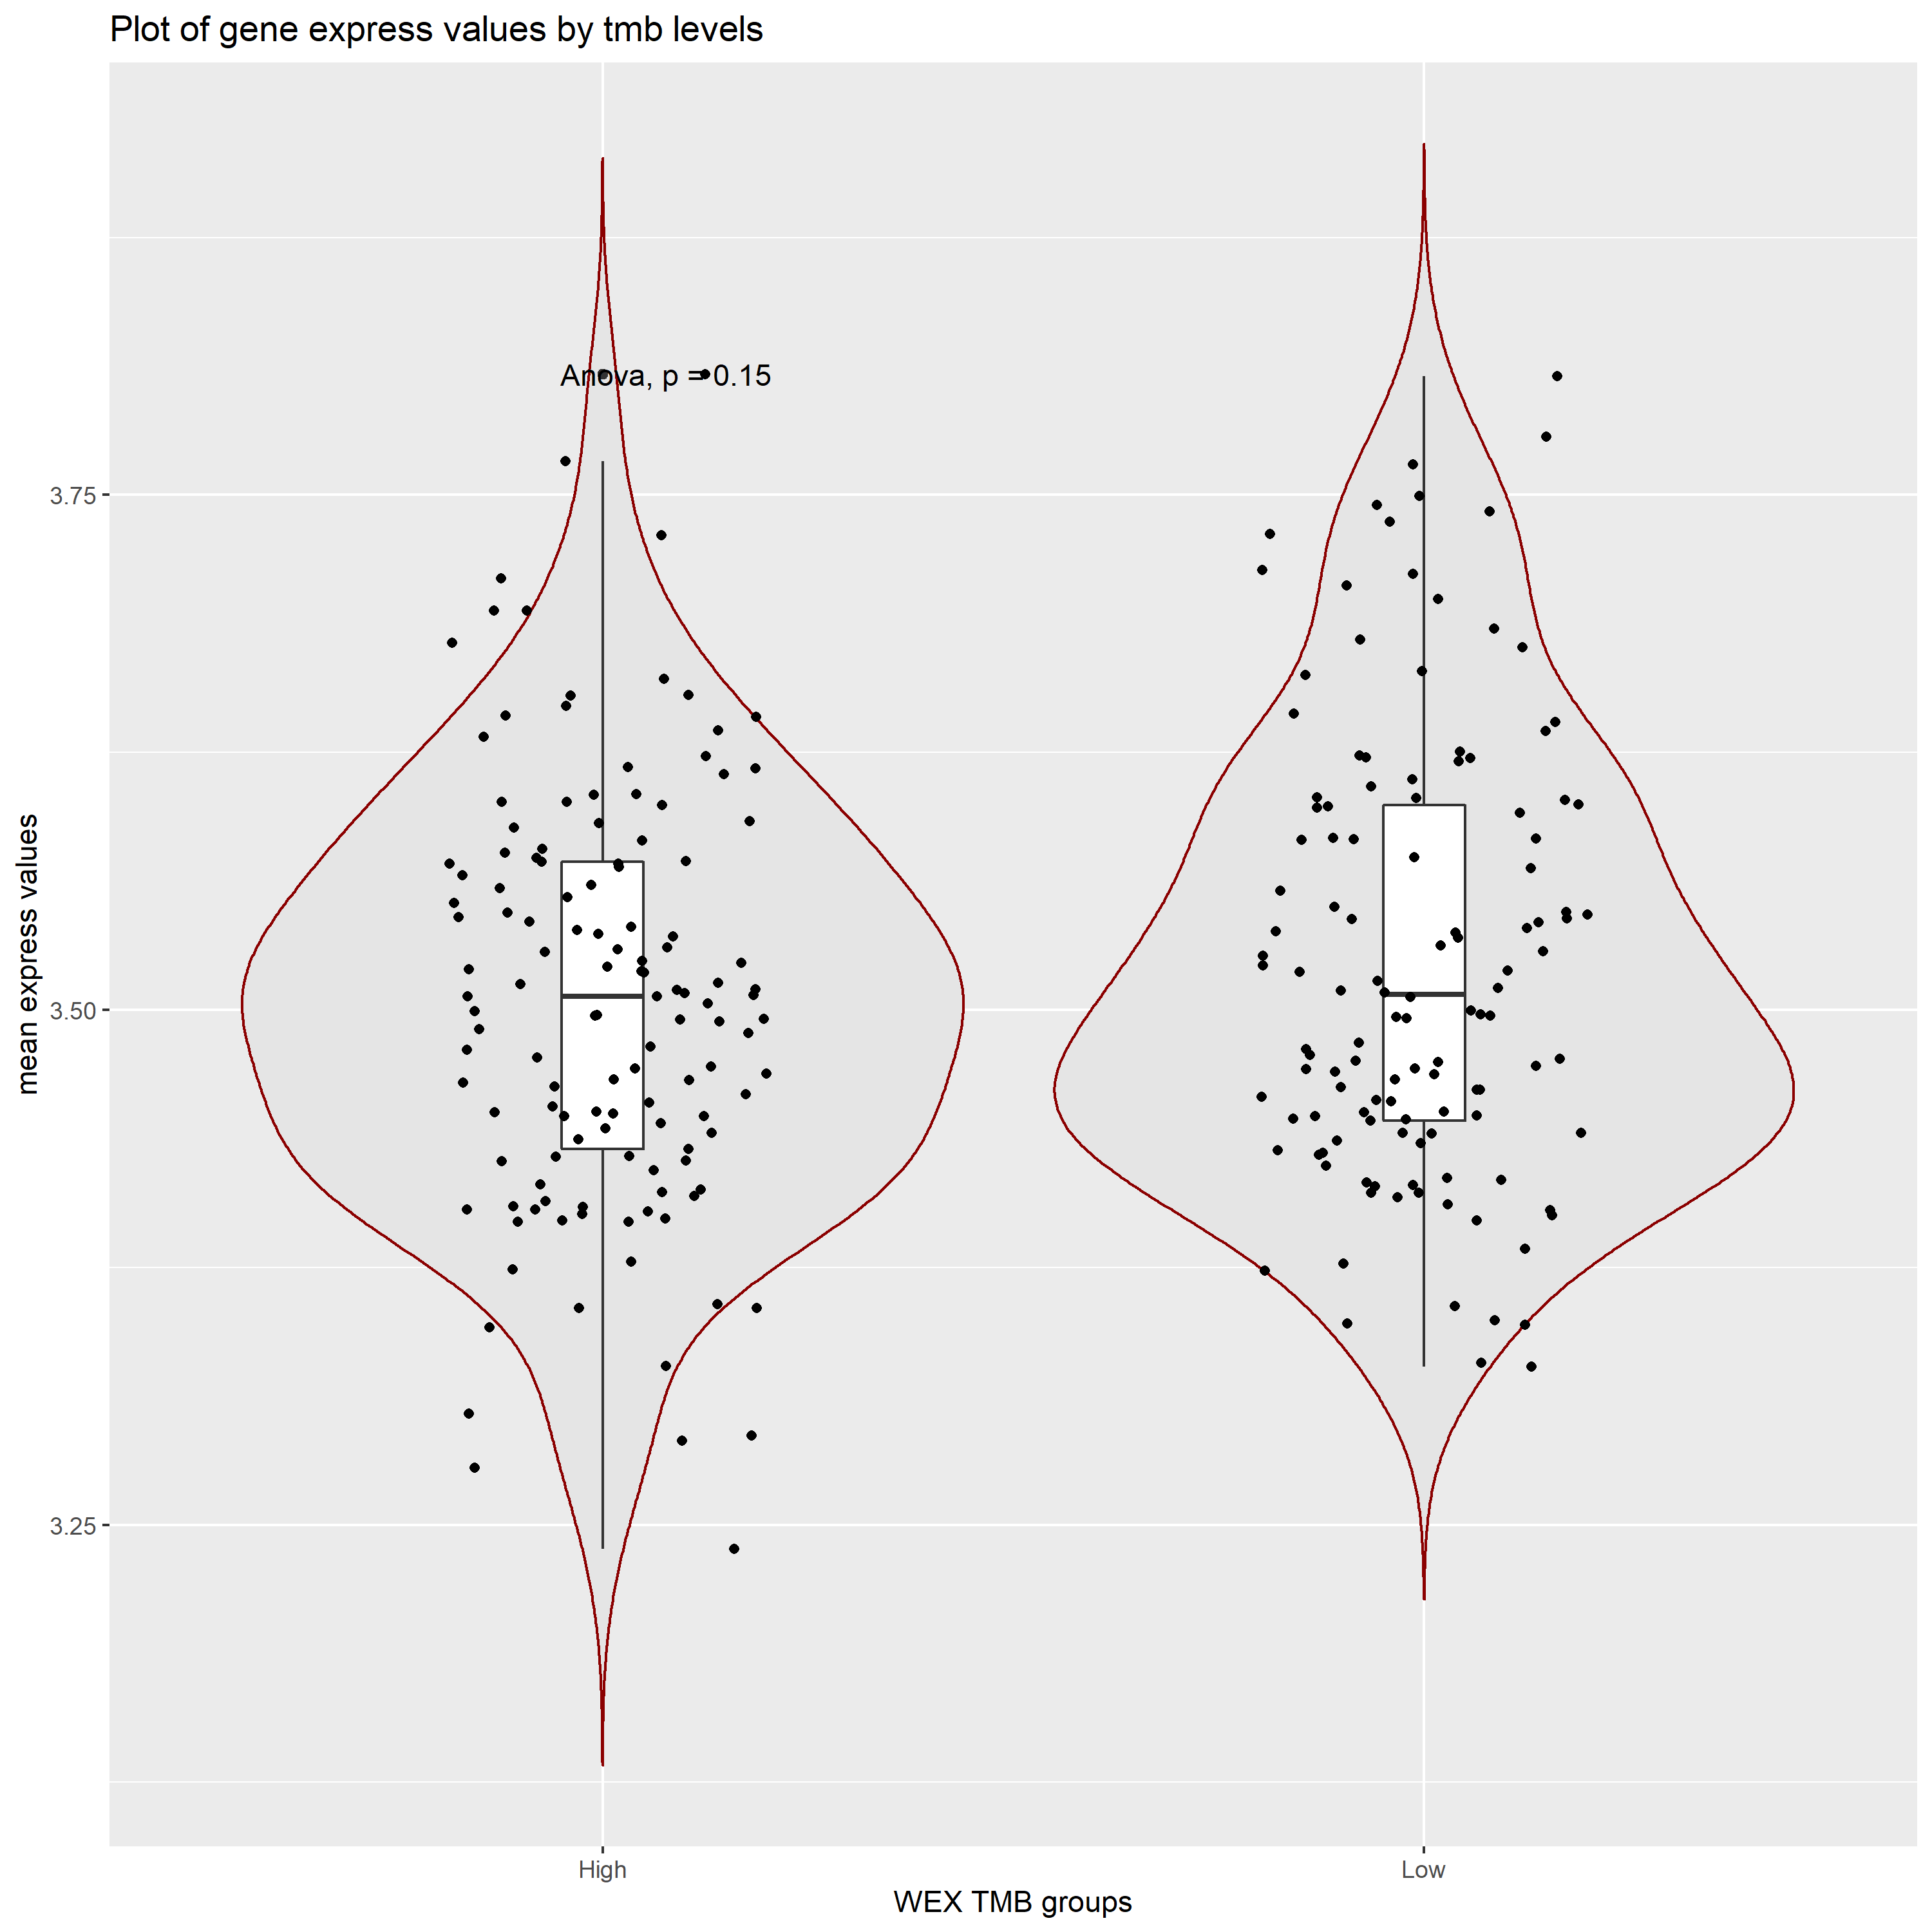 Plot of gene express values by tmb levels
Anova, p = 0.15
3.75
3.50
3.25
mean express values
High
Low
WEX TMB groups